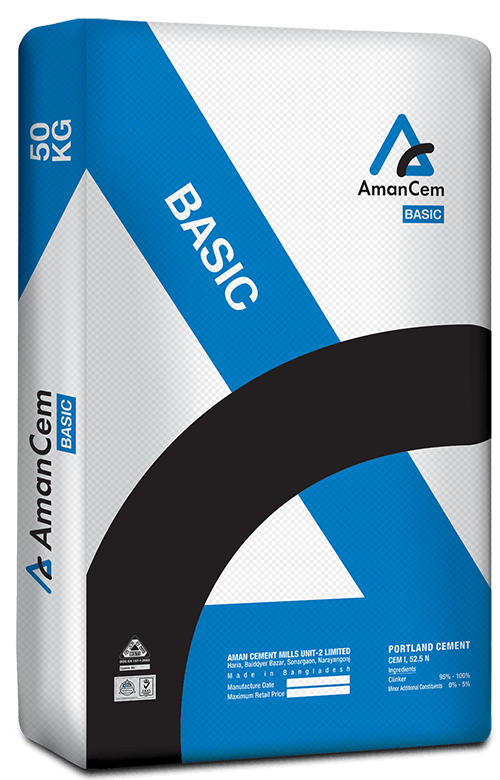 50
KG
AmanCem
BASIC
BASIC
AmanCem
BASIC
AMAN CEMENT MILLS UNIT-2 LIMITED
Haria, Baiddyer Bazar, Sonargaon, Narayangonj
Made in Bangladesh
Manufacture Date
Maximum Retail Price
PORTLAND CEMENT
CEM I, 52.5 N
Ingredients
Clinker 95% - 100%
Minor Additional Constituents 0% - 5%